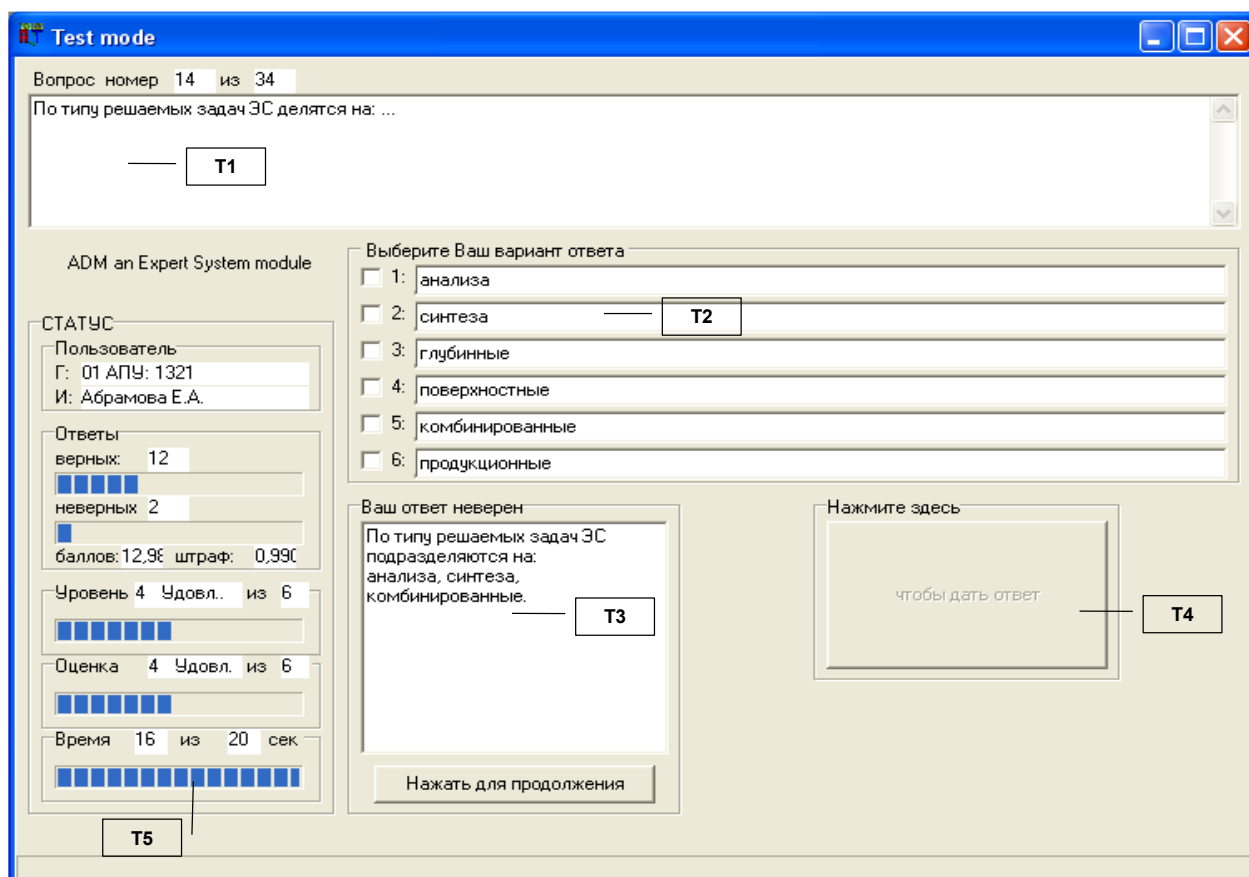 Test mode
Вопрос номер 14 из 34
По типу решаемых задач ЭС делятся на: ...
T1
ADM an Expert System module
Выберите Ваш вариант ответа
1: анализа
2: синтеза
T2
3: глубинные
4: поверхностные
5: комбинированные
6: продукционные
СТАТУС
Пользователь
Г: 01 АПУ: 1321
И: Абрамова Е.А.
Ответы
верных: 12
неверных 2
баллов: 12,98 штраф: 0,990
Уровень 4 Удовл.. из 6
Оценка 4 Удовл. из 6
Время 16 из 20 сек
T5
Ваш ответ неверен
По типу решаемых задач ЭС
подразделяются на:
анализа, синтеза,
комбинированные.
T3
Нажать для продолжения
Нажмите здесь
чтобы дать ответ
T4